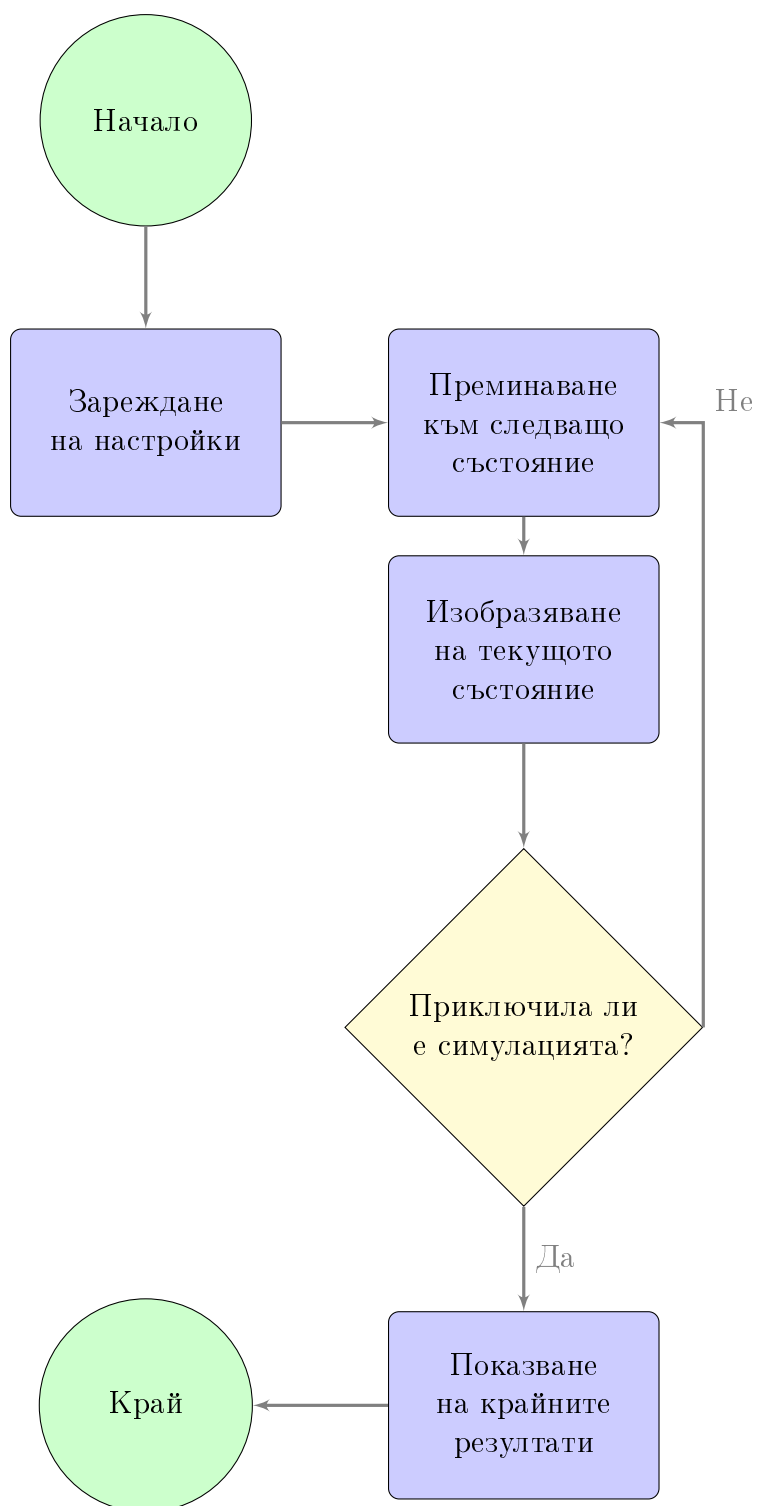 Начало
Зареждане
на настройки
Преминаване
към следващо
състояние
Не
Изобразяване
на текущото
състояние
Приключила ли
е симулацията?
Да
Показване
на крайните
резултати
Край